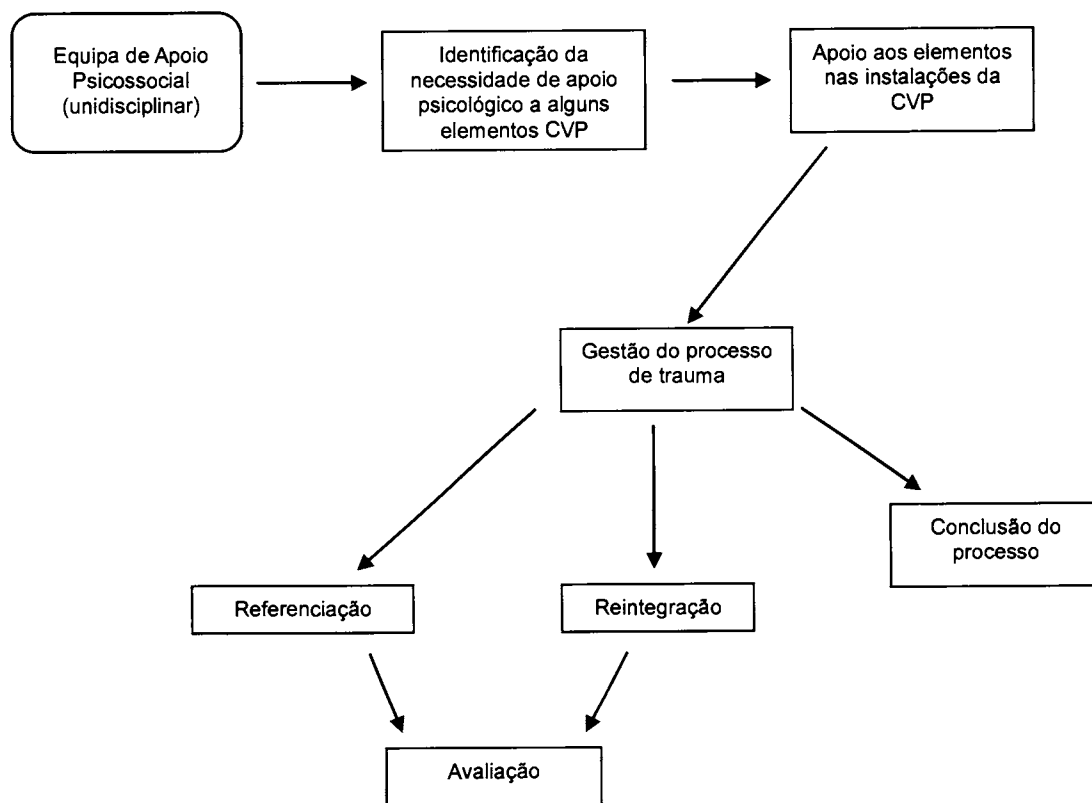 Equipa de Apoio
Psicossocial
(unidisciplinar)
Identificação da
necessidade de apoio
psicológico a alguns
elementos CVP
Apoio aos elementos
nas instalações da
CVP
Gestão do processo
de trauma
Conclusão do
processo
Referenciação
Reintegração
Avaliação